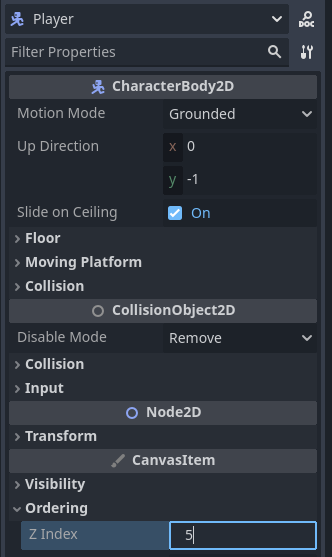 Player
DOC
Filter Properties
CharacterBody2D
Motion Mode Grounded
Up Direction x 0
y -1
Slide on Ceiling On
Floor
Moving Platform
Collision
CollisionObject2D
Disable Mode Remove
Collision
Input
Node2D
Transform
CanvasItem
Visibility
Ordering
Z Index 5